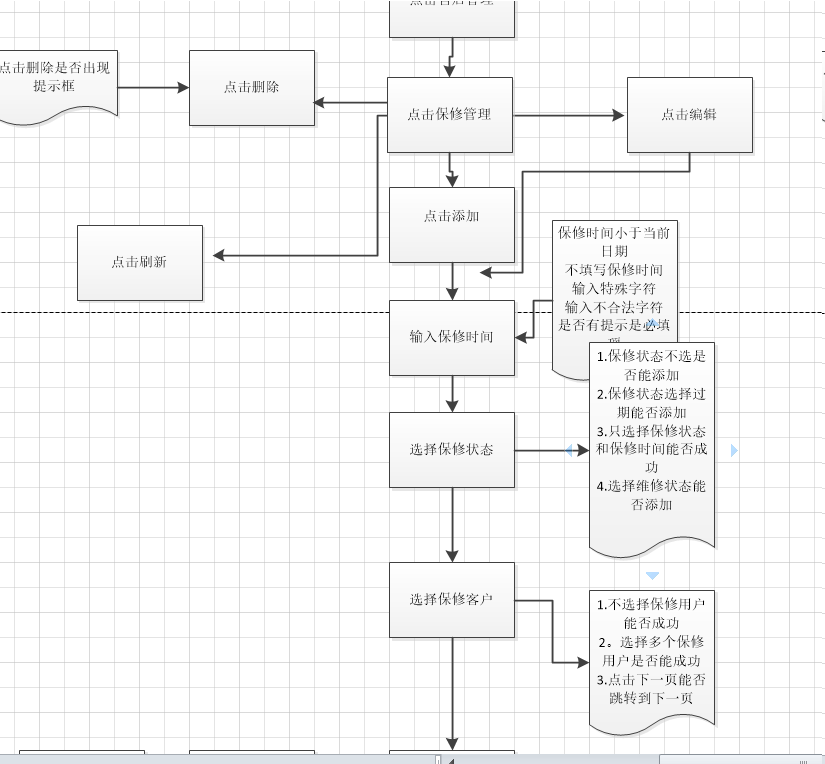 点击删除是否出现
提示框
点击删除
点击保修管理
点击编辑
点击添加
点击刷新
保修时间小于当前
日期
不填写保修时间
输入特殊字符
输入不合法字符
是否有提示是必填
输入保修时间
1.保修状态不选是
否能添加
2.保修状态选择过
期能否添加
3.只选择保修状态
和保修时间能否成
功
4.选择维修状态能
否添加
选择保修状态
选择保修客户
1.不选择保修用户
能否成功
2。选择多个保修
用户是否能成功
3.点击下一页能否
跳转到下一页